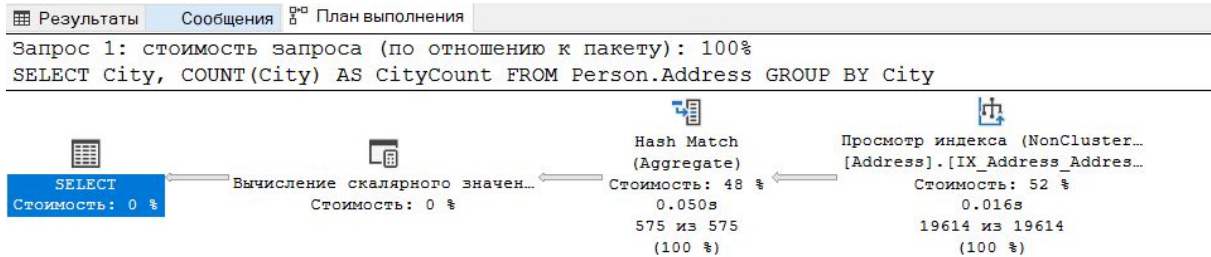 Результаты Сообщения План выполнения
Запрос 1: стоимость запроса (по отношению к пакету): 100%
SELECT City, COUNT(City) AS CityCount FROM Person.Address GROUP BY City
SELECT
Стоимость: 0 %
Вычисление скалярного значен…
Стоимость: 0 %
Hash Match
(Aggregate)
Стоимость: 48 %
0.050s
575 из 575
(100 %)
Просмотр индекса (NonCluster…
[Address].[IX_Address_Addres…
Стоимость: 52 %
0.016s
19614 из 19614
(100 %)